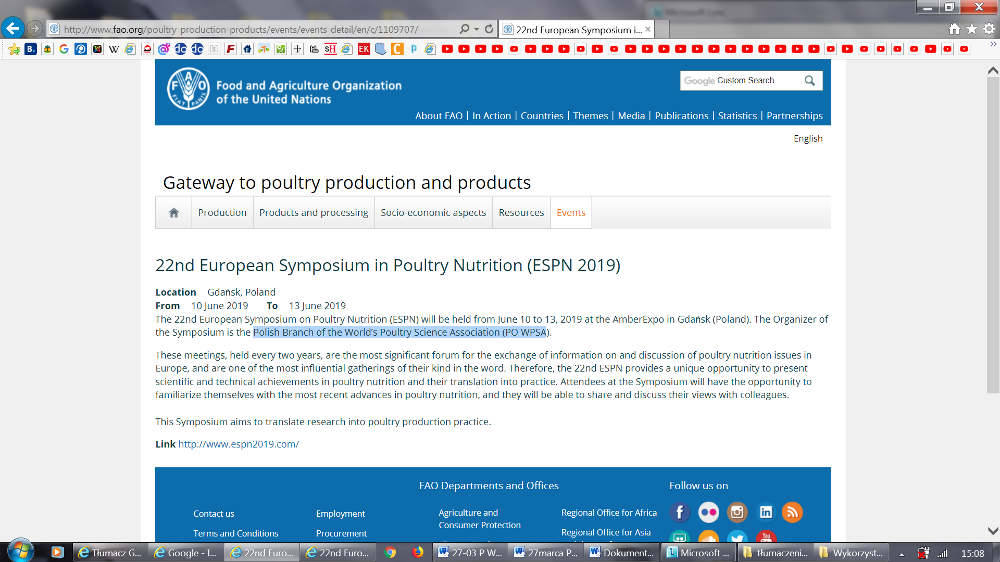 Microsoft Lync
http://www.fao.org/poultry-production-products/events/events-detail/en/c/1109707/
22nd European Symposium i...
FAO
FIAT PANIS
Food and Agriculture Organization
of the United Nations
Google Custom Search
About FAO | In Action | Countries | Themes | Media | Publications | Statistics | Partnerships
English
Gateway to poultry production and products
Production
Products and processing
Socio-economic aspects
Resources
Events
22nd European Symposium in Poultry Nutrition (ESPN 2019)
Location Gdańsk, Poland
From 10 June 2019 To 13 June 2019
The 22nd European Symposium on Poultry Nutrition (ESPN) will be held from June 10 to 13, 2019 at the AmberExpo in Gdańsk (Poland). The Organizer of
the Symposium is the Polish Branch of the World’s Poultry Science Association (PO WPSA).
These meetings, held every two years, are the most significant forum for the exchange of information on and discussion of poultry nutrition issues in
Europe, and are one of the most influential gatherings of their kind in the word. Therefore, the 22nd ESPN provides a unique opportunity to present
scientific and technical achievements in poultry nutrition and their translation into practice. Attendees at the Symposium will have the opportunity to
familiarize themselves with the most recent advances in poultry nutrition, and they will be able to share and discuss their views with colleagues.
This Symposium aims to translate research into poultry production practice.
Link http://www.espn2019.com/
FAO Departments and Offices
Follow us on
Contact us
Terms and Conditions
Employment
Procurement
Agriculture and
Consumer Protection
Regional Office for Africa
Regional Office for Asia
Tłumacz G...
Google - I...
22nd Euro...
22nd Euro...
27-03 P W...
27marca P...
Dokument...
Microsoft ...
tłumaczeni...
Wykorzyst...
15:08